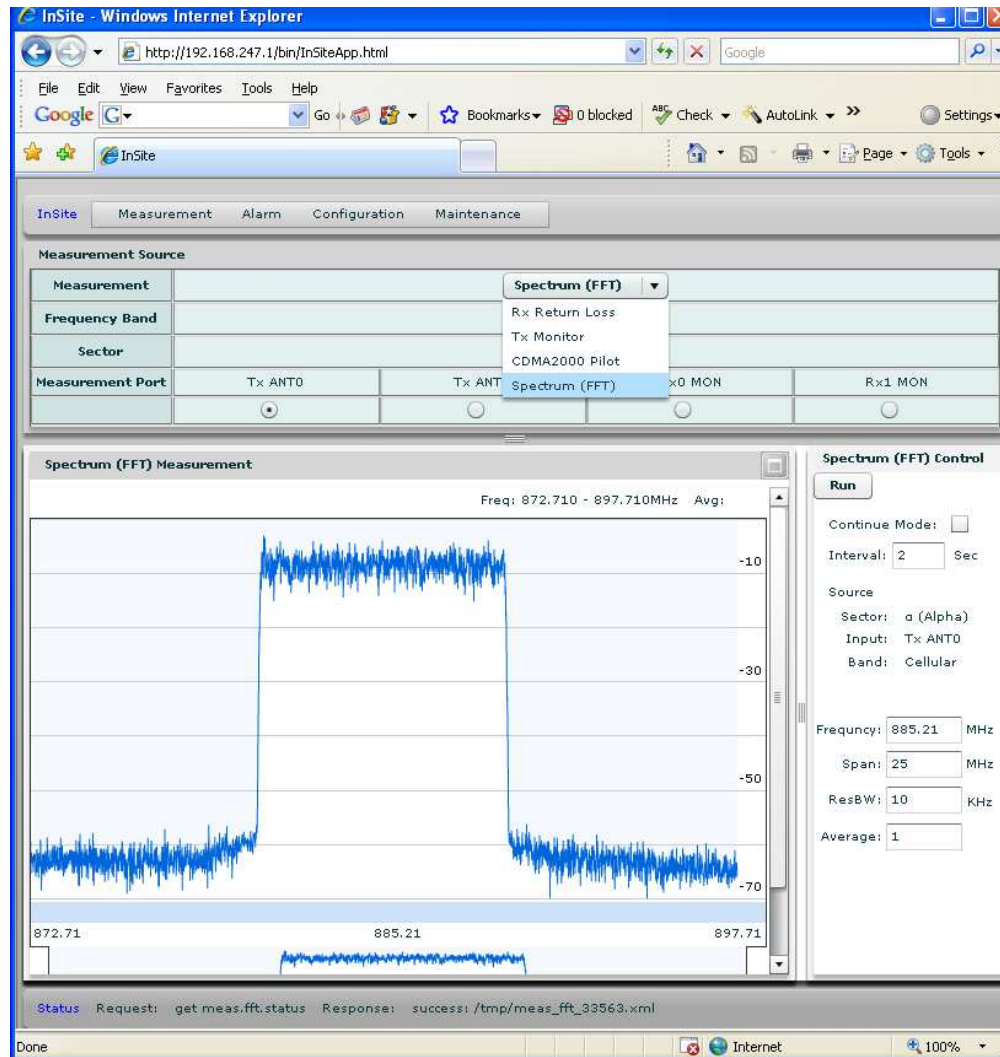 InSite - Windows Internet Explorer
http://192.168.247.1/bin/InSiteApp.html
Google
File Edit View Favorites Tools Help
Google G Go Bookmarks 0 blocked ABC Check AutoLink >> Settings
InSite Page Tools
InSite Measurement Alarm Configuration Maintenance
Measurement Source
Measurement Spectrum (FFT)
Rx Return Loss
Frequency Band
Tx Monitor
Sector
CDMA2000 Pilot
Measurement Port Tx ANT0 Tx ANT Spectrum (FFT) x0 MON Rx1 MON
Spectrum (FFT) Measurement
Freq: 872.710 - 897.710MHz Avg:
-10
-30
-50
-70
872.71 885.21 897.71
Spectrum (FFT) Control
Run
Continue Mode:
Interval: 2 Sec
Source
Sector: α (Alpha)
Input: Tx ANT0
Band: Cellular
Frequncy: 885.21 MHz
Span: 25 MHz
ResBW: 10 KHz
Average: 1
Status Request: get meas.fft.status Response: success: /tmp/meas_fft_33563.xml
Done Internet 100%